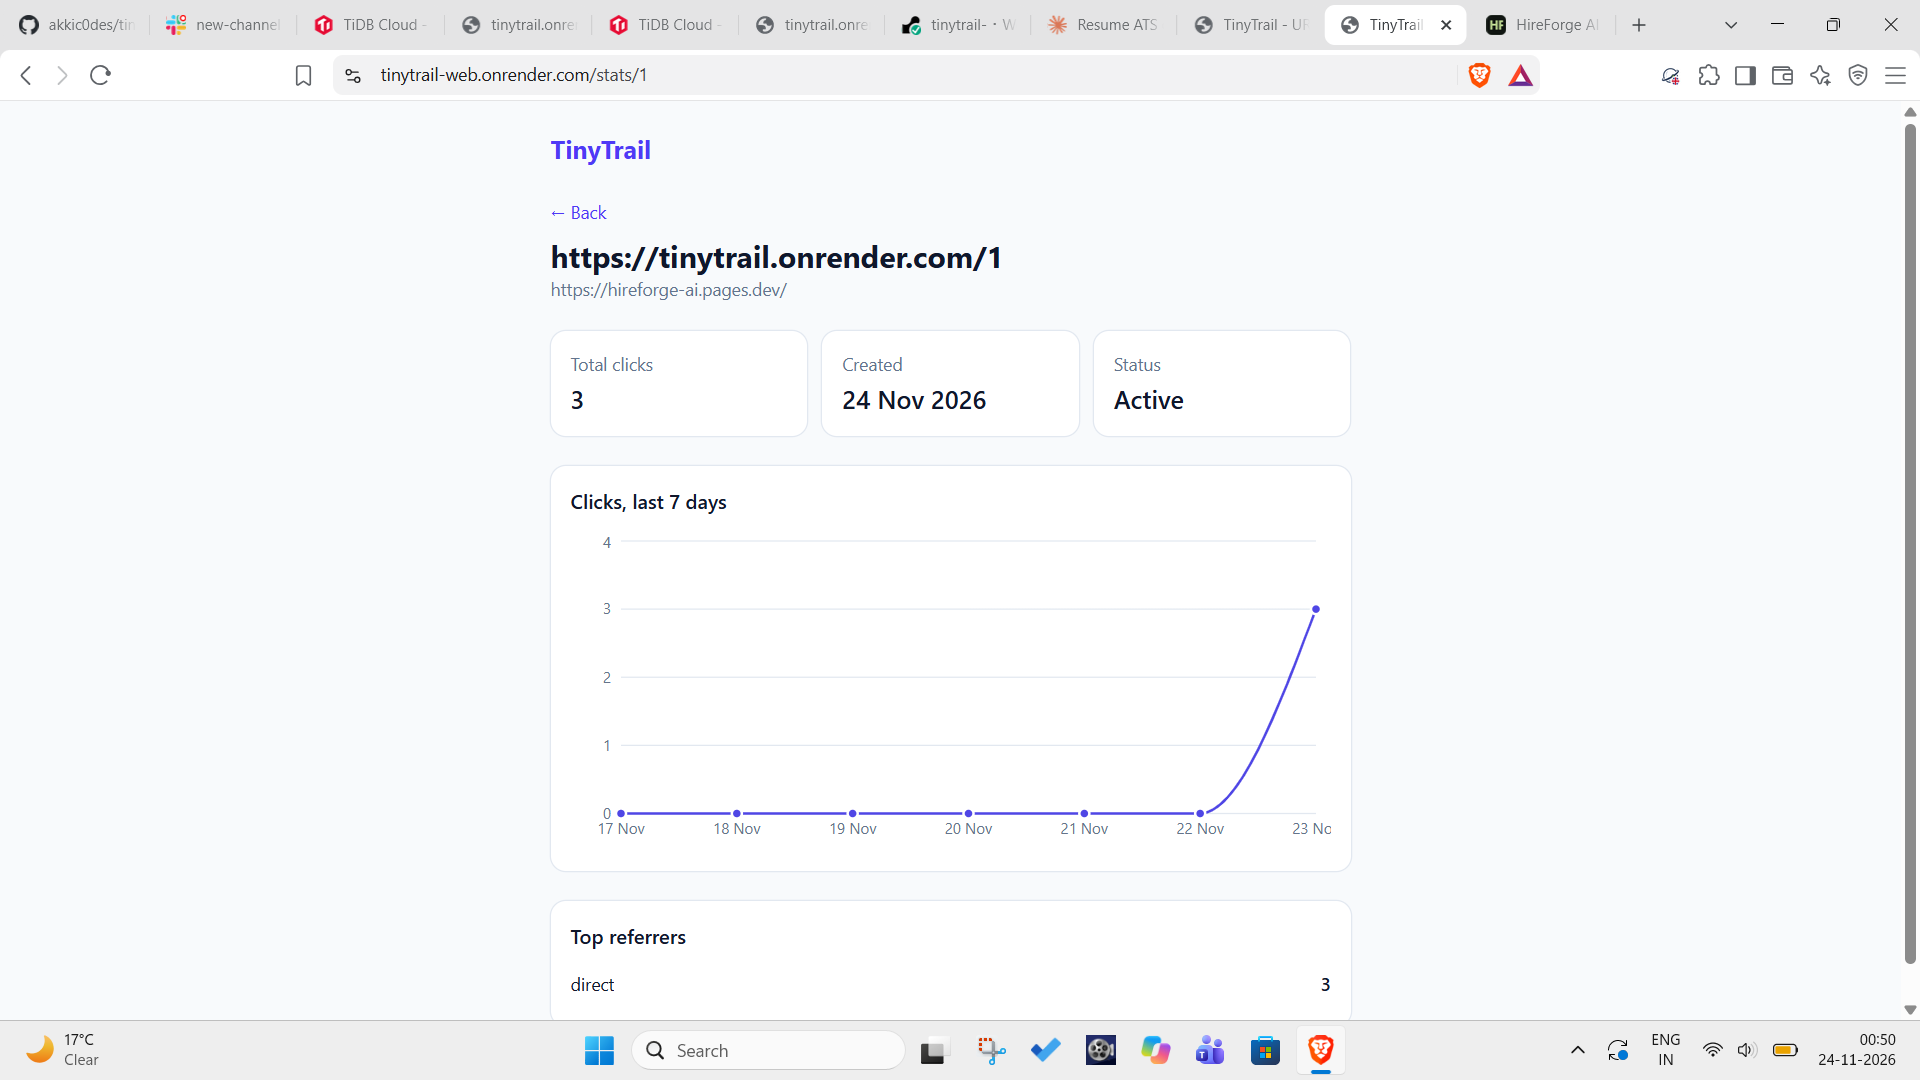 akkic0des/tin
new-channel
TiDB Cloud -
tinytrail.onre
TiDB Cloud -
tinytrail.onre
tinytrail- · W
Resume ATS
TinyTrail - UR
TinyTrail
HF
HireForge AI
tinytrail-web.onrender.com/stats/1
TinyTrail
← Back
https://tinytrail.onrender.com/1
https://hireforge-ai.pages.dev/
Total clicks
3
Created
24 Nov 2026
Status
Active
Clicks, last 7 days
4
3
2
1
0
17 Nov 18 Nov 19 Nov 20 Nov 21 Nov 22 Nov 23 No
Top referrers
direct 3
17°C
Clear
Search
ENG
IN
00:50
24-11-2026